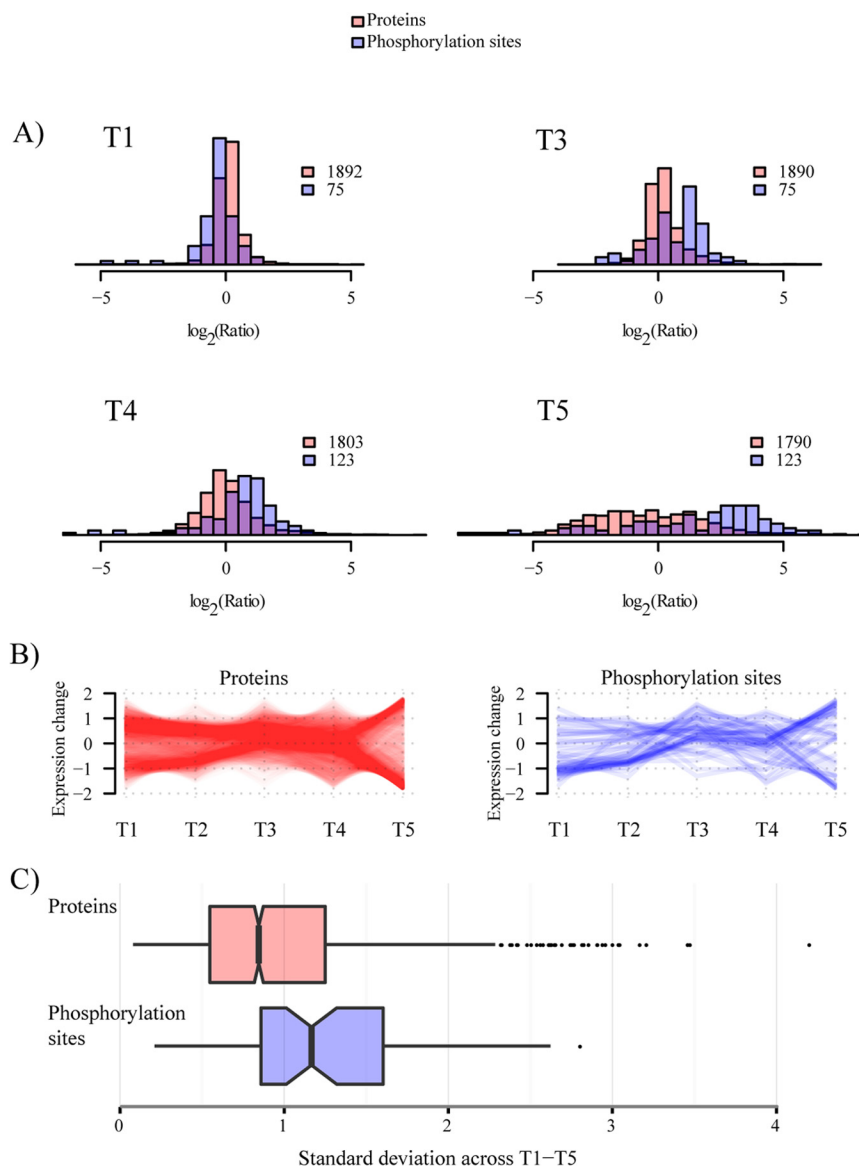 Proteins
Phosphorylation sites
A)
T1
1892
75
−5 0 5
log2(Ratio)
T3
1890
75
−5 0 5
log2(Ratio)
T4
1803
123
−5 0 5
log2(Ratio)
T5
1790
123
−5 0 5
log2(Ratio)
B)
Proteins
Expression change
2
1
0
−1
−2
T1 T2 T3 T4 T5
Phosphorylation sites
Expression change
2
1
0
−1
−2
T1 T2 T3 T4 T5
C)
Proteins
Phosphorylation
sites
0 1 2 3 4
Standard deviation across T1−T5